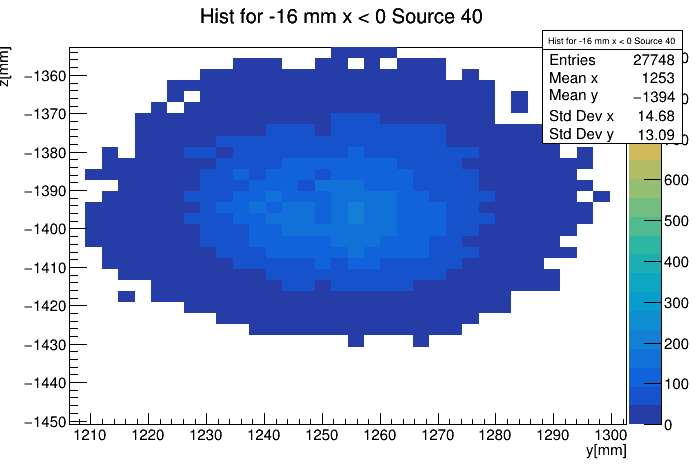 Hist for -16 mm x < 0 Source 40
z[mm]
Hist for -16 mm x < 0 Source 40
Entries 27748
Mean x 1253
Mean y −1394
Std Dev x 14.68
Std Dev y 13.09
−1360
−1370
−1380
−1390
−1400
−1410
−1420
−1430
−1440
−1450
600
500
400
300
200
100
0
1210 1220 1230 1240 1250 1260 1270 1280 1290 1300
y[mm]